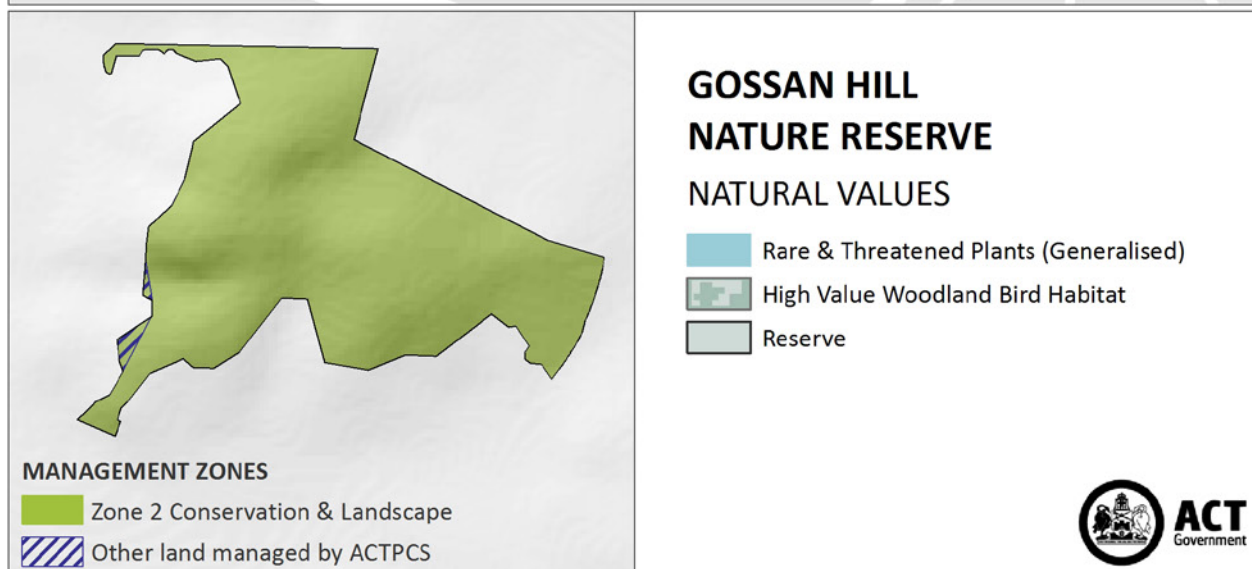 MANAGEMENT ZONES
Zone 2 Conservation & Landscape
Other land managed by ACTPCS
GOSSAN HILL
NATURE RESERVE
NATURAL VALUES
Rare & Threatened Plants (Generalised)
High Value Woodland Bird Habitat
Reserve
ACT
Government